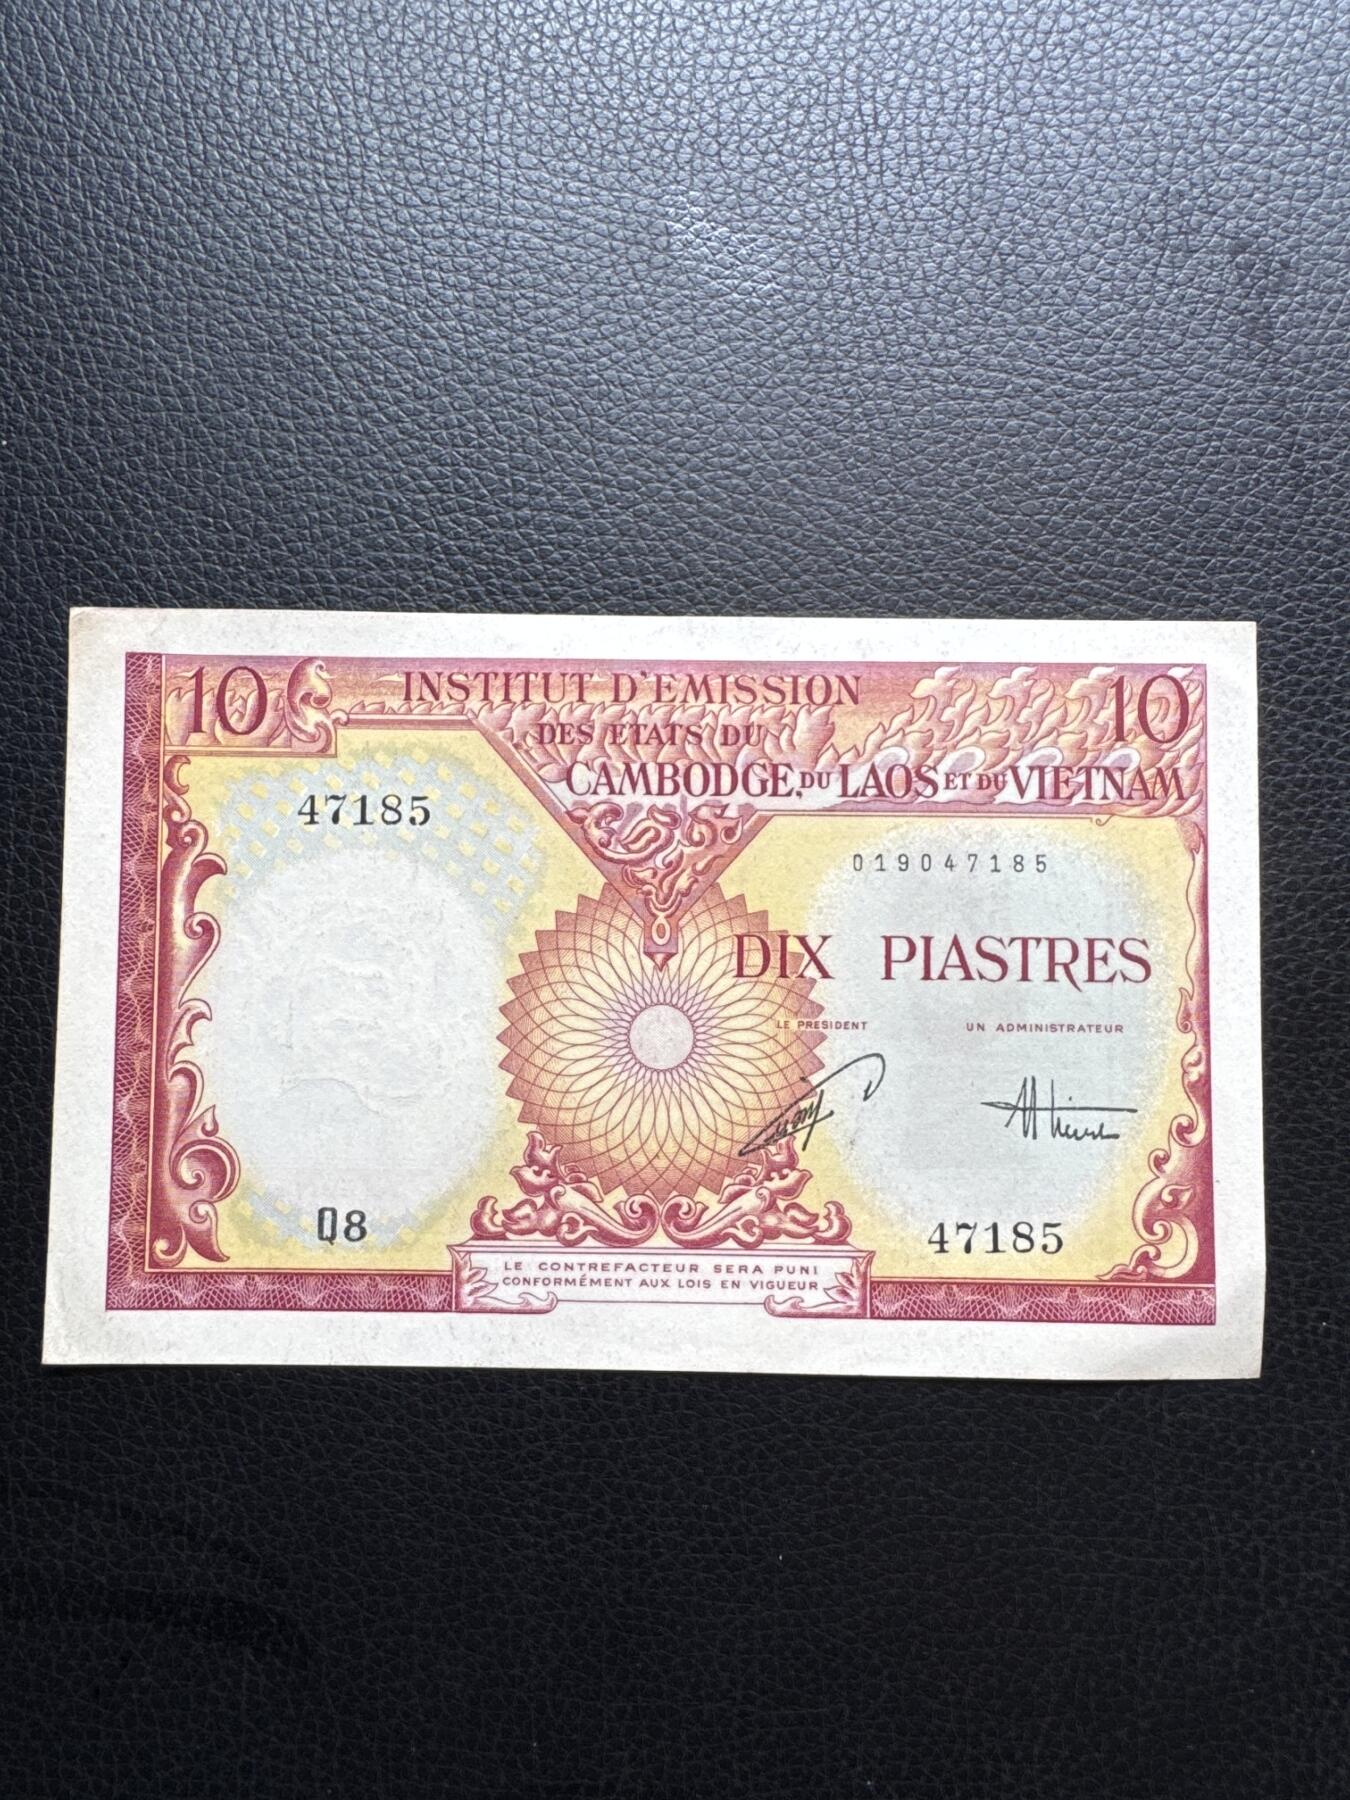 10 INSTITUT D'EMISSION 10
DES ETATS DU
CAMBODGE, DU LAOS ET DU VIETNAM
47185
019047185
DIX PIASTRES
LE PRESIDENT UN ADMINISTRATEUR
Q8
47185
LE CONTREFACTEUR SERA PUNI
CONFORMÉMENT AUX LOIS EN VIGUEUR